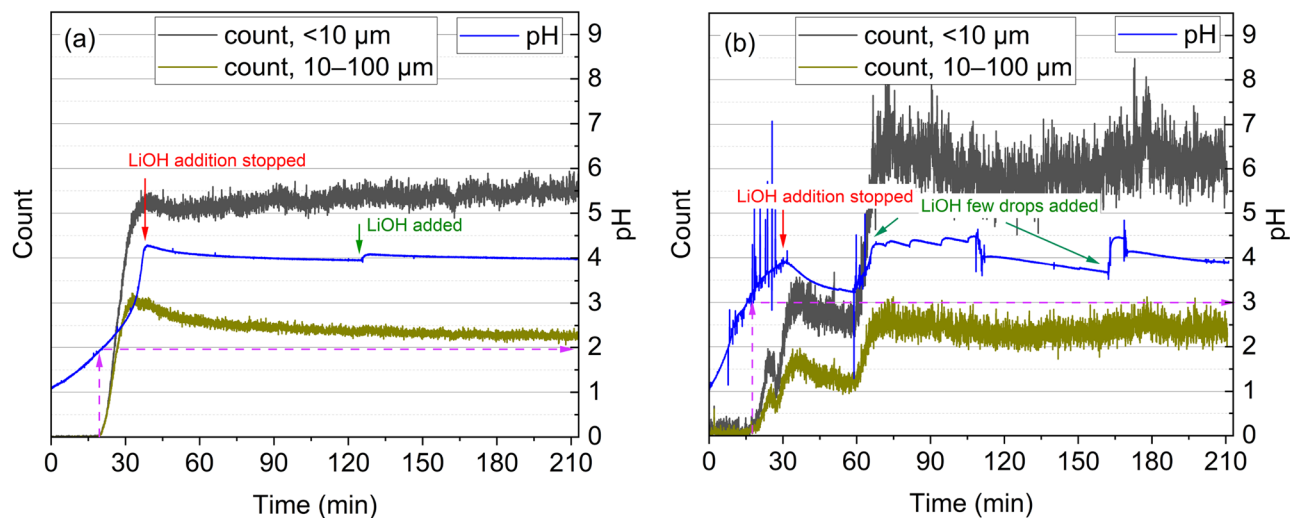 (a)
count, <10 µm
count, 10–100 µm
pH
LiOH addition stopped
LiOH added
Count
pH
0 1 2 3 4 5 6 7 8 9
0 30 60 90 120 150 180 210
Time (min)
(b)
count, <10 µm
count, 10–100 µm
pH
LiOH addition stopped
LiOH few drops added
Count
pH
0 1 2 3 4 5 6 7 8 9
0 30 60 90 120 150 180 210
Time (min)